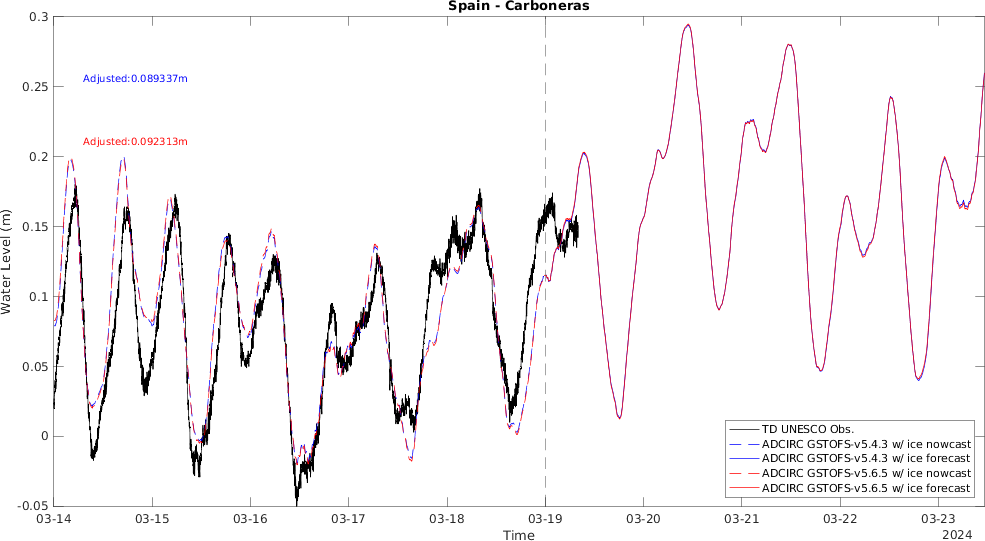 Spain - Carboneras
0.3
0.25
0.2
0.15
0.1
0.05
0
-0.05
Water Level (m)
Adjusted:0.089337m
Adjusted:0.092313m
TD UNESCO Obs.
ADCIRC GSTOFS-v5.4.3 w/ ice nowcast
ADCIRC GSTOFS-v5.4.3 w/ ice forecast
ADCIRC GSTOFS-v5.6.5 w/ ice nowcast
ADCIRC GSTOFS-v5.6.5 w/ ice forecast
03-14 03-15 03-16 03-17 03-18 03-19 03-20 03-21 03-22 03-23
Time
2024